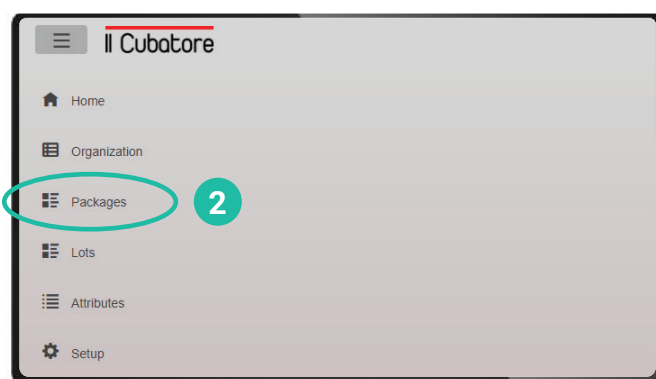 Il Cubatore
Home
Organization
Packages
2
Lots
Attributes
Setup